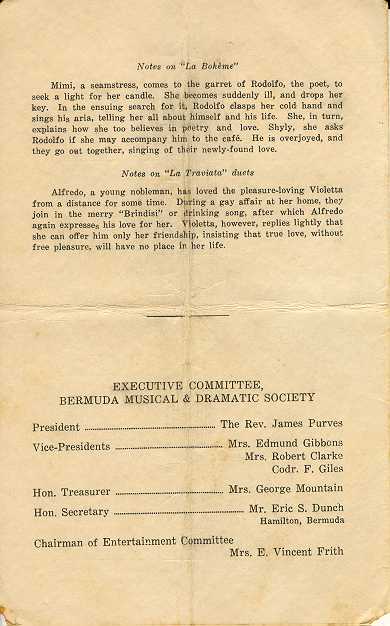 Notes on "La Bohème"
Mimi, a seamstress, comes to the garret of Rodolfo, the poet, to
seek a light for her candle. She becomes suddenly ill, and drops her
key. In the ensuing search for it, Rodolfo clasps her cold hand and
sings his aria, telling her all about himself and his life. She, in turn,
explains how she too believes in poetry and love. Shyly, she asks
Rodolfo if she may accompany him to the café. He is overjoyed, and
they go out together, singing of their newly-found love.
Notes on "La Traviata" duets
Alfredo, a young nobleman, has loved the pleasure-loving Violetta
from a distance for some time. During a gay affair at her home, they
join in the merry "Brindisi" or drinking song, after which Alfredo
again expresses his love for her. Violetta, however, replies lightly that
she can offer him only her friendship, insisting that true love, without
free pleasure, will have no place in her life.
EXECUTIVE COMMITTEE,
BERMUDA MUSICAL & DRAMATIC SOCIETY
President ........................................ The Rev. James Purves
Vice-Presidents ................................ Mrs. Edmund Gibbons
Mrs. Robert Clarke
Codr. F. Giles
Hon. Treasurer ................................ Mrs. George Mountain
Hon. Secretary ........................................ Mr. Eric S. Dunch
Hamilton, Bermuda
Chairman of Entertainment Committee
Mrs. E. Vincent Frith